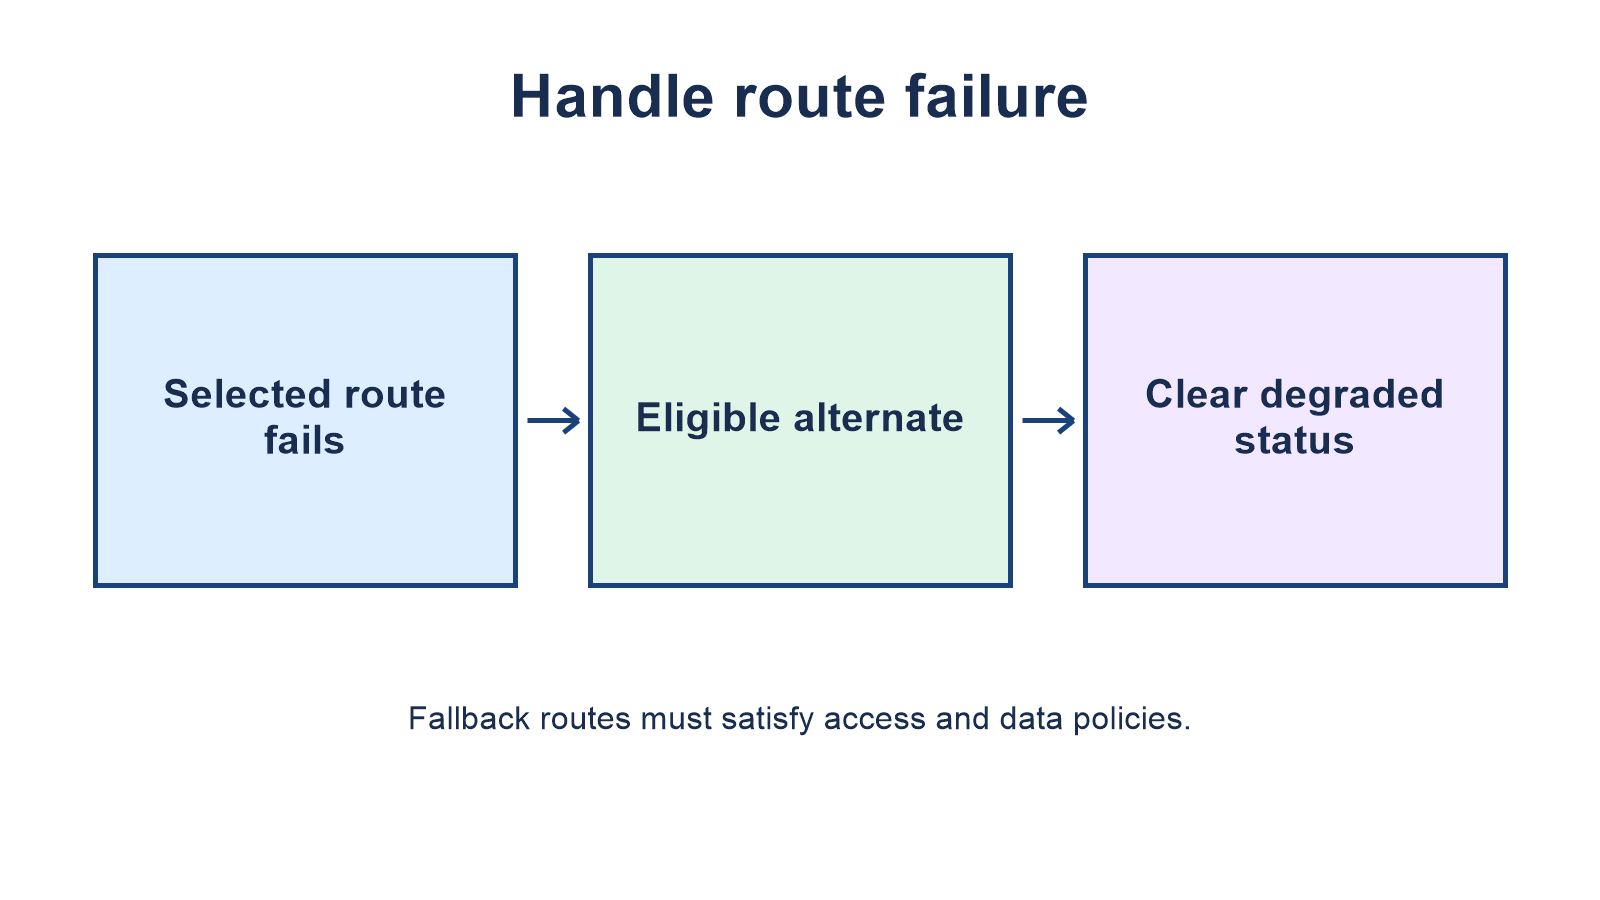 Handle route failure
Selected route
fails
Eligible alternate
Clear degraded
status
Fallback routes must satisfy access and data policies.